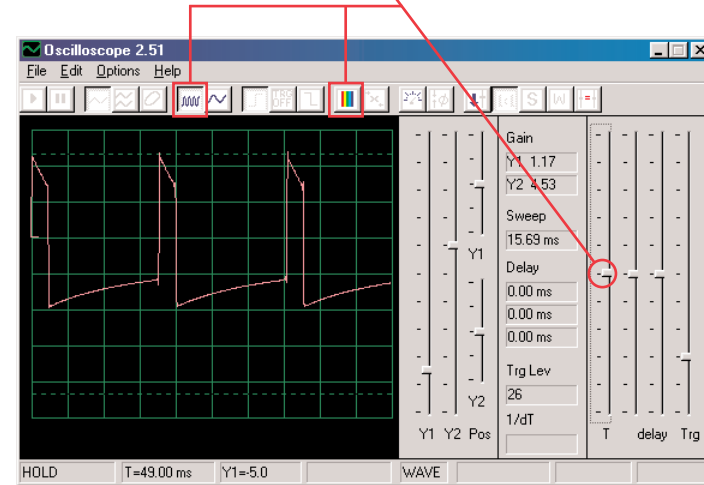 Oscilloscope 2.51
File Edit Options Help
TRG OFF
S W
Gain
Y1 1.17
Y2 4.53
Sweep
15.69 ms
Y1
Delay
0.00 ms
0.00 ms
0.00 ms
Trg Lev
26
Y2
1/dT
Y1 Y2 Pos T delay Trg
HOLD T=49.00 ms Y1=-5.0 WAVE